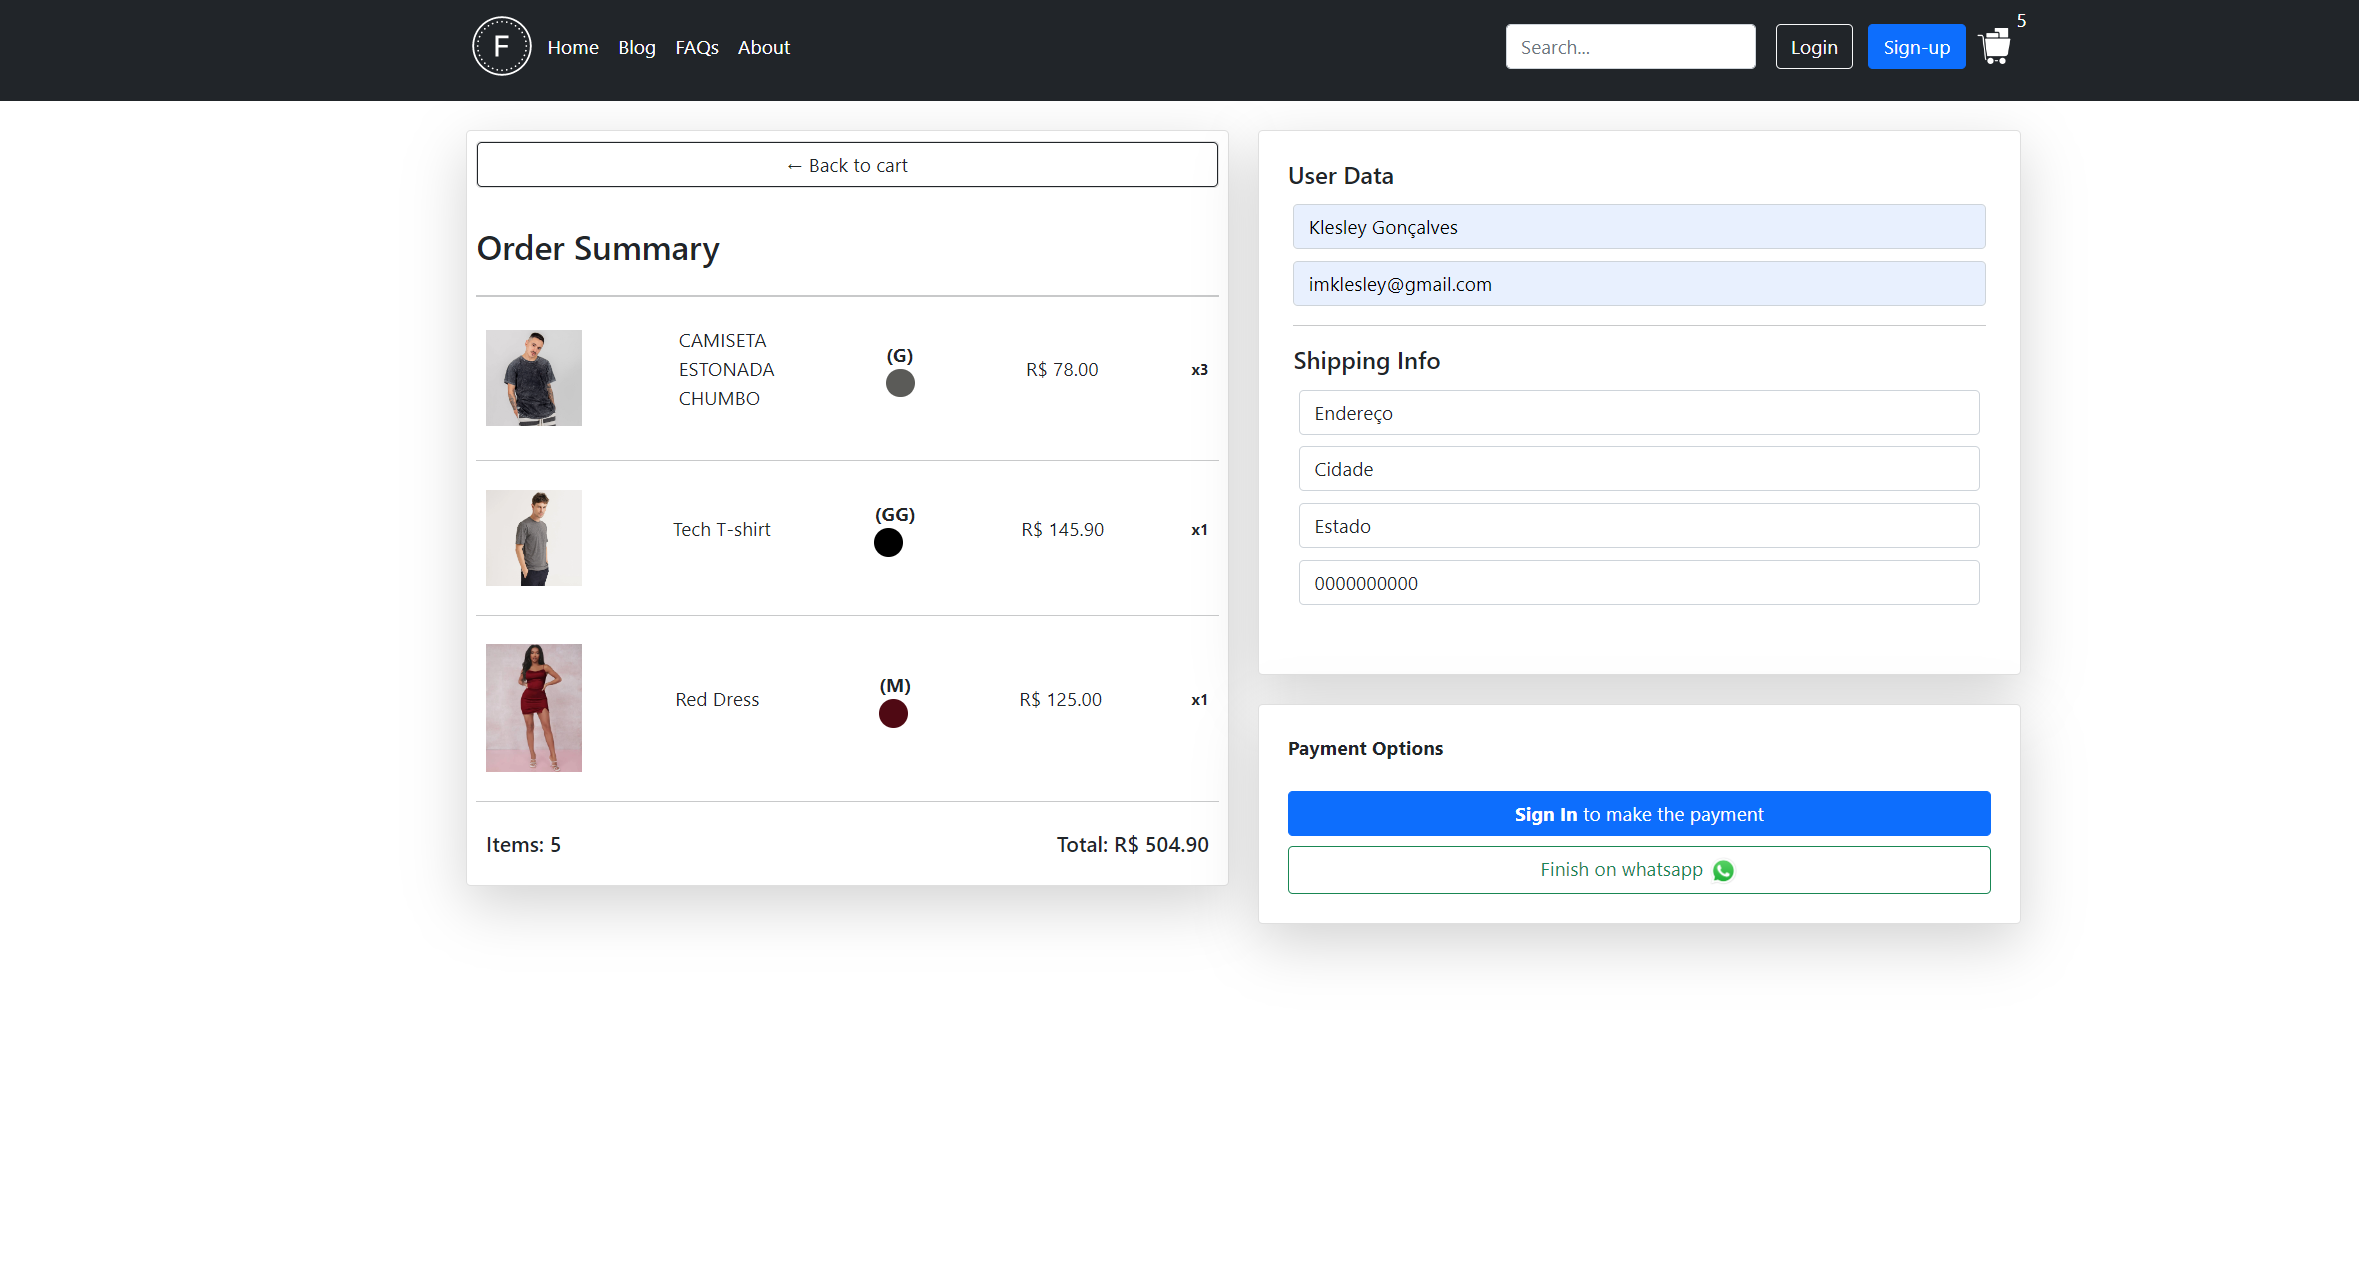 F
Home Blog FAQs About
Search...
Login
Sign-up
5
← Back to cart
Order Summary
CAMISETA
ESTONADA
CHUMBO
(G)
R$ 78.00
x3
Tech T-shirt
(GG)
R$ 145.90
x1
Red Dress
(M)
R$ 125.00
x1
Items: 5
Total: R$ 504.90
User Data
Klesley Gonçalves
imklesley@gmail.com
Shipping Info
Endereço
Cidade
Estado
0000000000
Payment Options
Sign In to make the payment
Finish on whatsapp